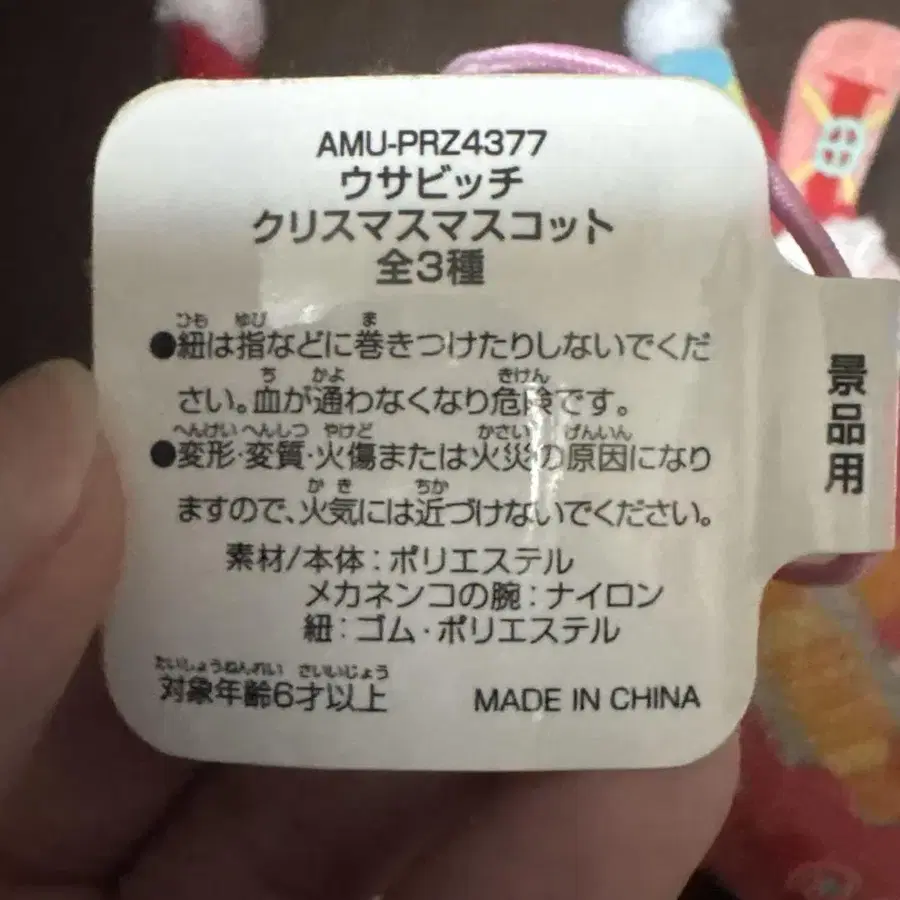 AMU-PRZ4377
ウサビッチ
クリスマスマスコット
全3種
ひも ゆび ま
●紐は指などに巻きつけたりしないでくだ
ち かよ きけん
さい。血が通わなくなり危険です。
へんけい へんしつ やけど かさい げんいん
●変形・変質・火傷または火災の原因になり
かき ちか
ますので、火気には近づけないでください。
素材/本体:ポリエステル
メカネンコの腕:ナイロン
紐:ゴム・ポリエステル
たいしょうねんれい さいいじょう
対象年齢6才以上 MADE IN CHINA
景品用